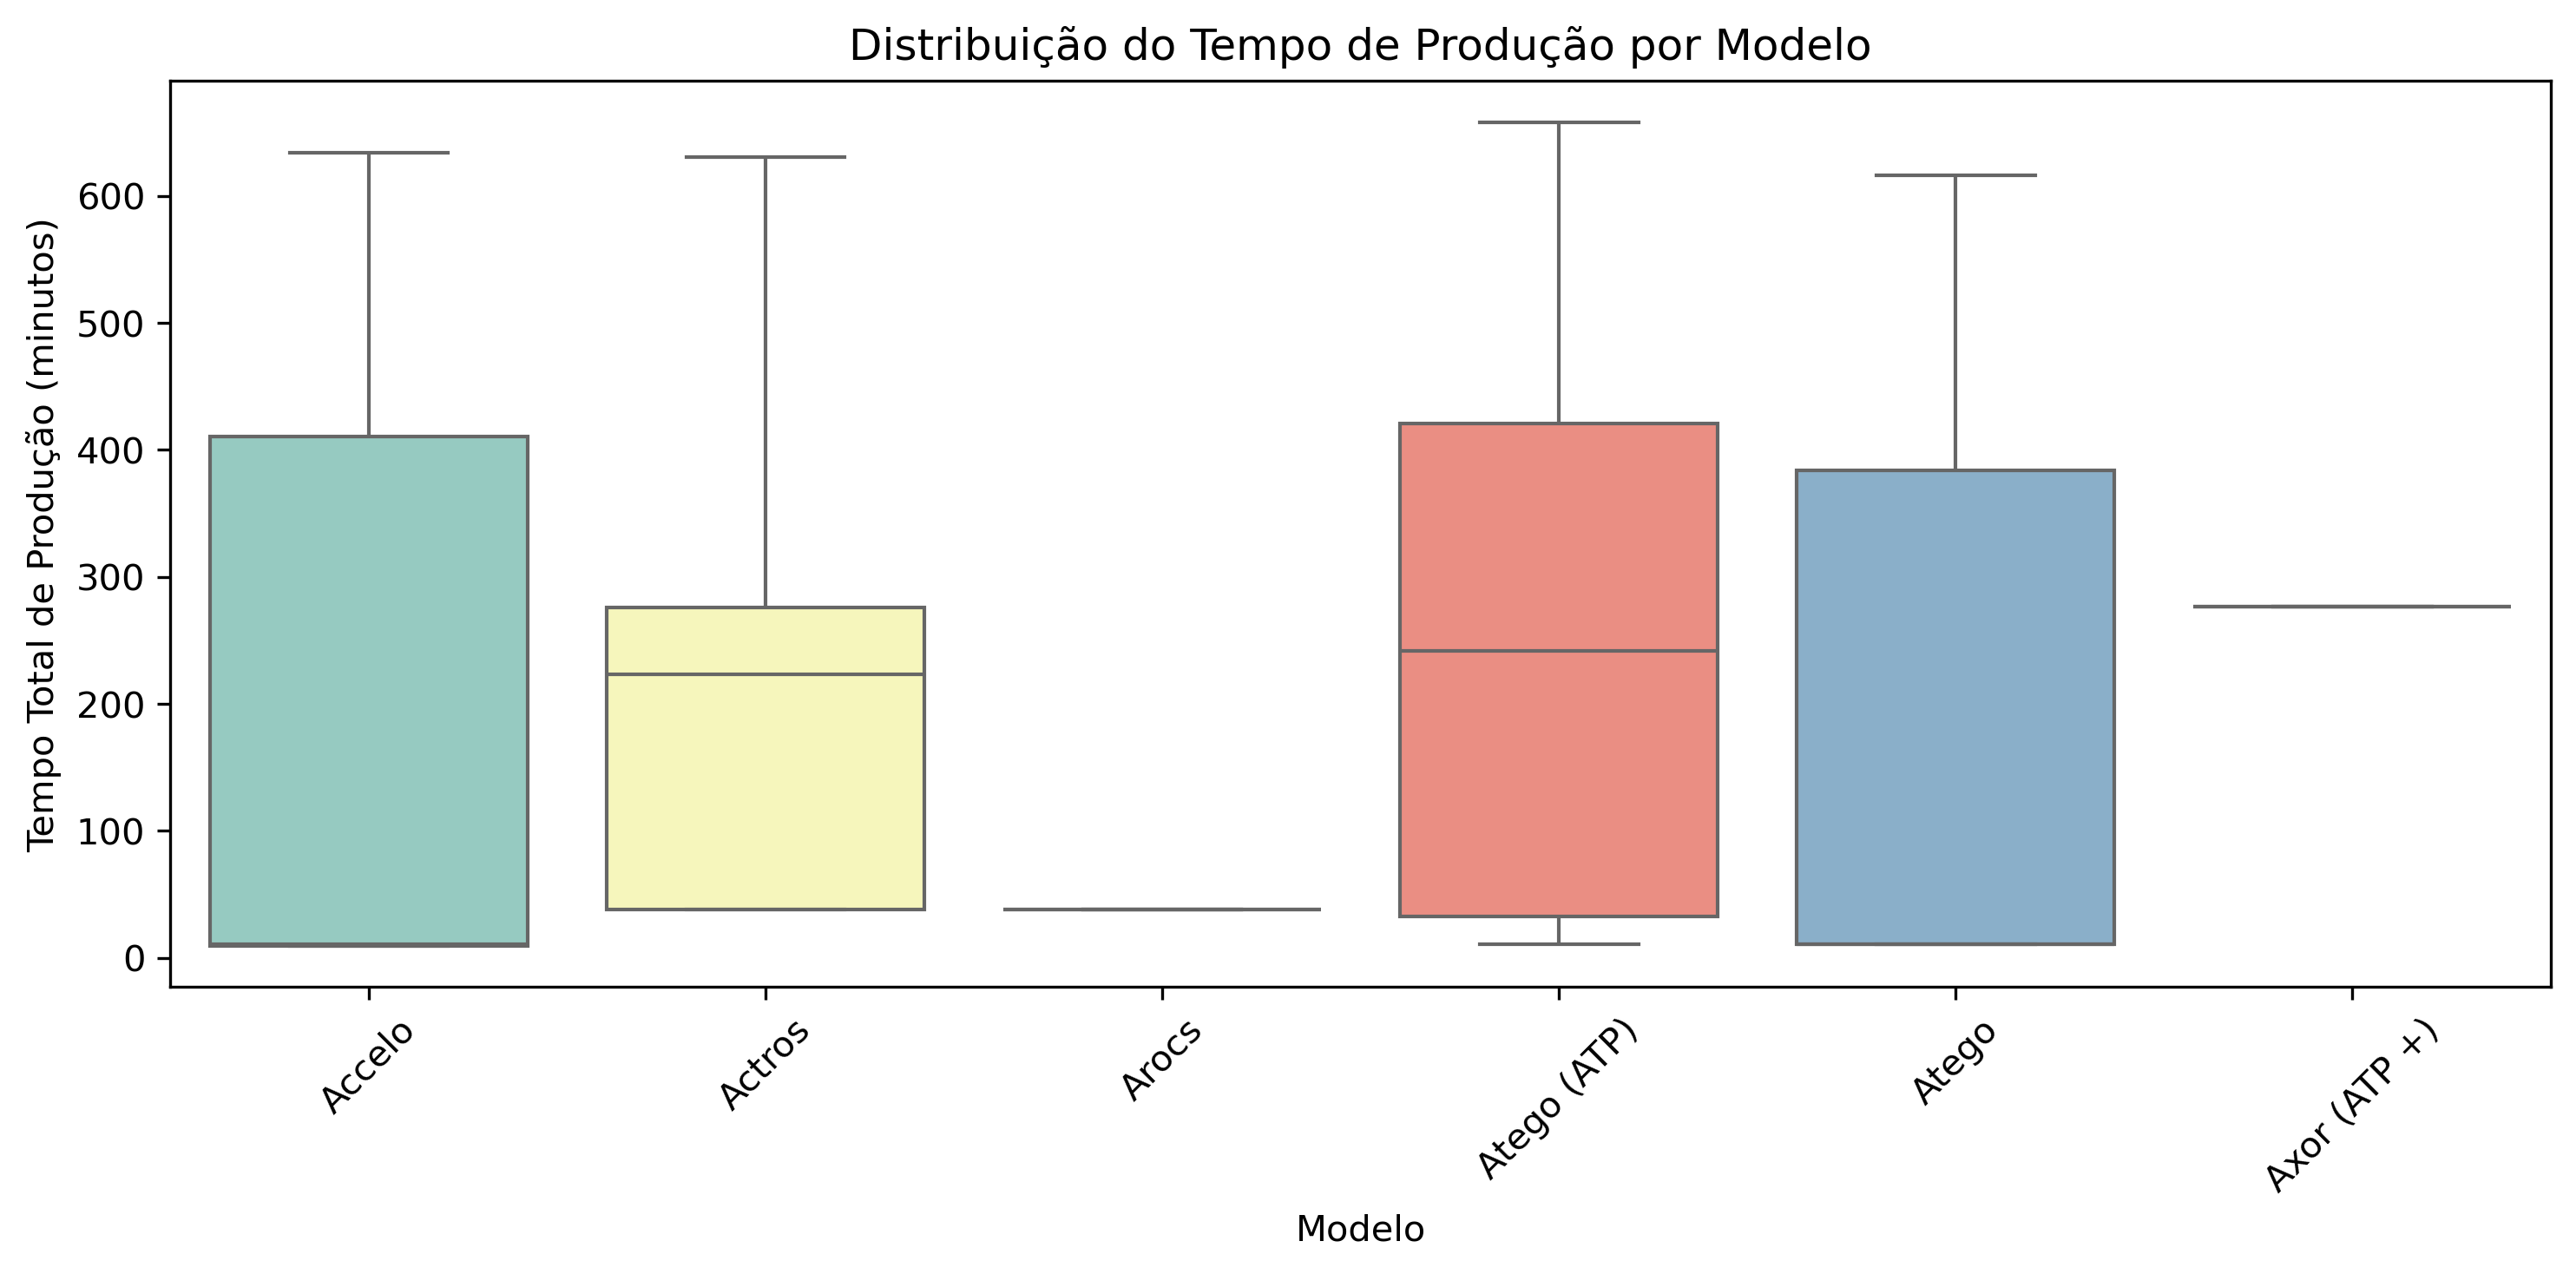 Distribuição do Tempo de Produção por Modelo
Tempo Total de Produção (minutos)
600
500
400
300
200
100
0
Accelo
Actros
Arocs
Atego (ATP)
Atego
Axor (ATP +)
Modelo